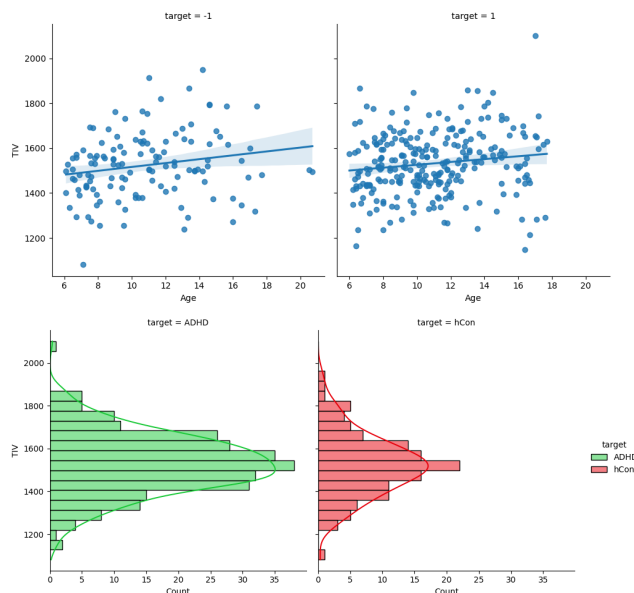 target = -1
target = 1
2000
1800
1600
1400
1200
TIV
6 8 10 12 14 16 18 20
6 8 10 12 14 16 18 20
Age
Age
target = ADHD
target = hCon
2000
1800
1600
1400
1200
TIV
0 5 10 15 20 25 30 35
0 5 10 15 20 25 30 35
Count
Count
target
ADHD
hCon